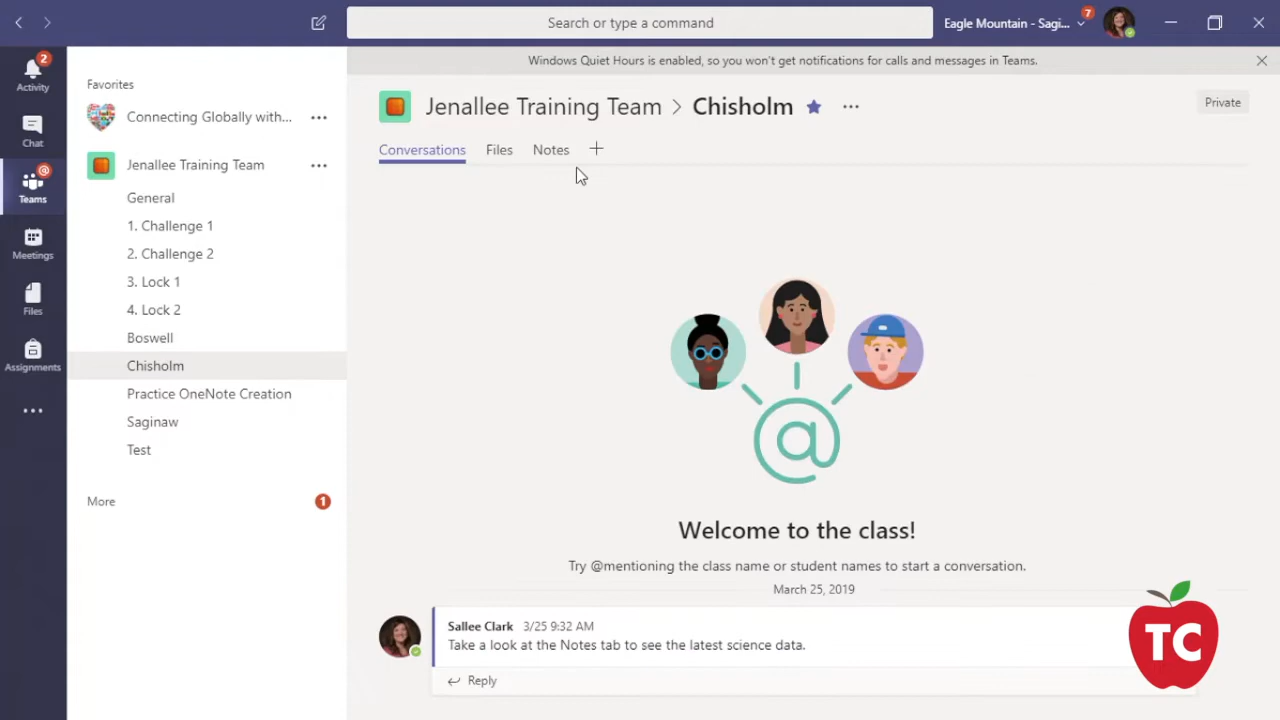 Search or type a command
Eagle Mountain - Sagi...
7
Windows Quiet Hours is enabled, so you won't get notifications for calls and messages in Teams.
2
Activity
Chat
@
Teams
Meetings
Files
Assignments
Favorites
Connecting Globally with...
Jenallee Training Team
General
1. Challenge 1
2. Challenge 2
3. Lock 1
4. Lock 2
Boswell
Chisholm
Practice OneNote Creation
Saginaw
Test
More
1
Jenallee Training Team > Chisholm
Private
Conversations Files Notes +
@
Welcome to the class!
Try @mentioning the class name or student names to start a conversation.
March 25, 2019
Sallee Clark 3/25 9:32 AM
Take a look at the Notes tab to see the latest science data.
Reply
TC